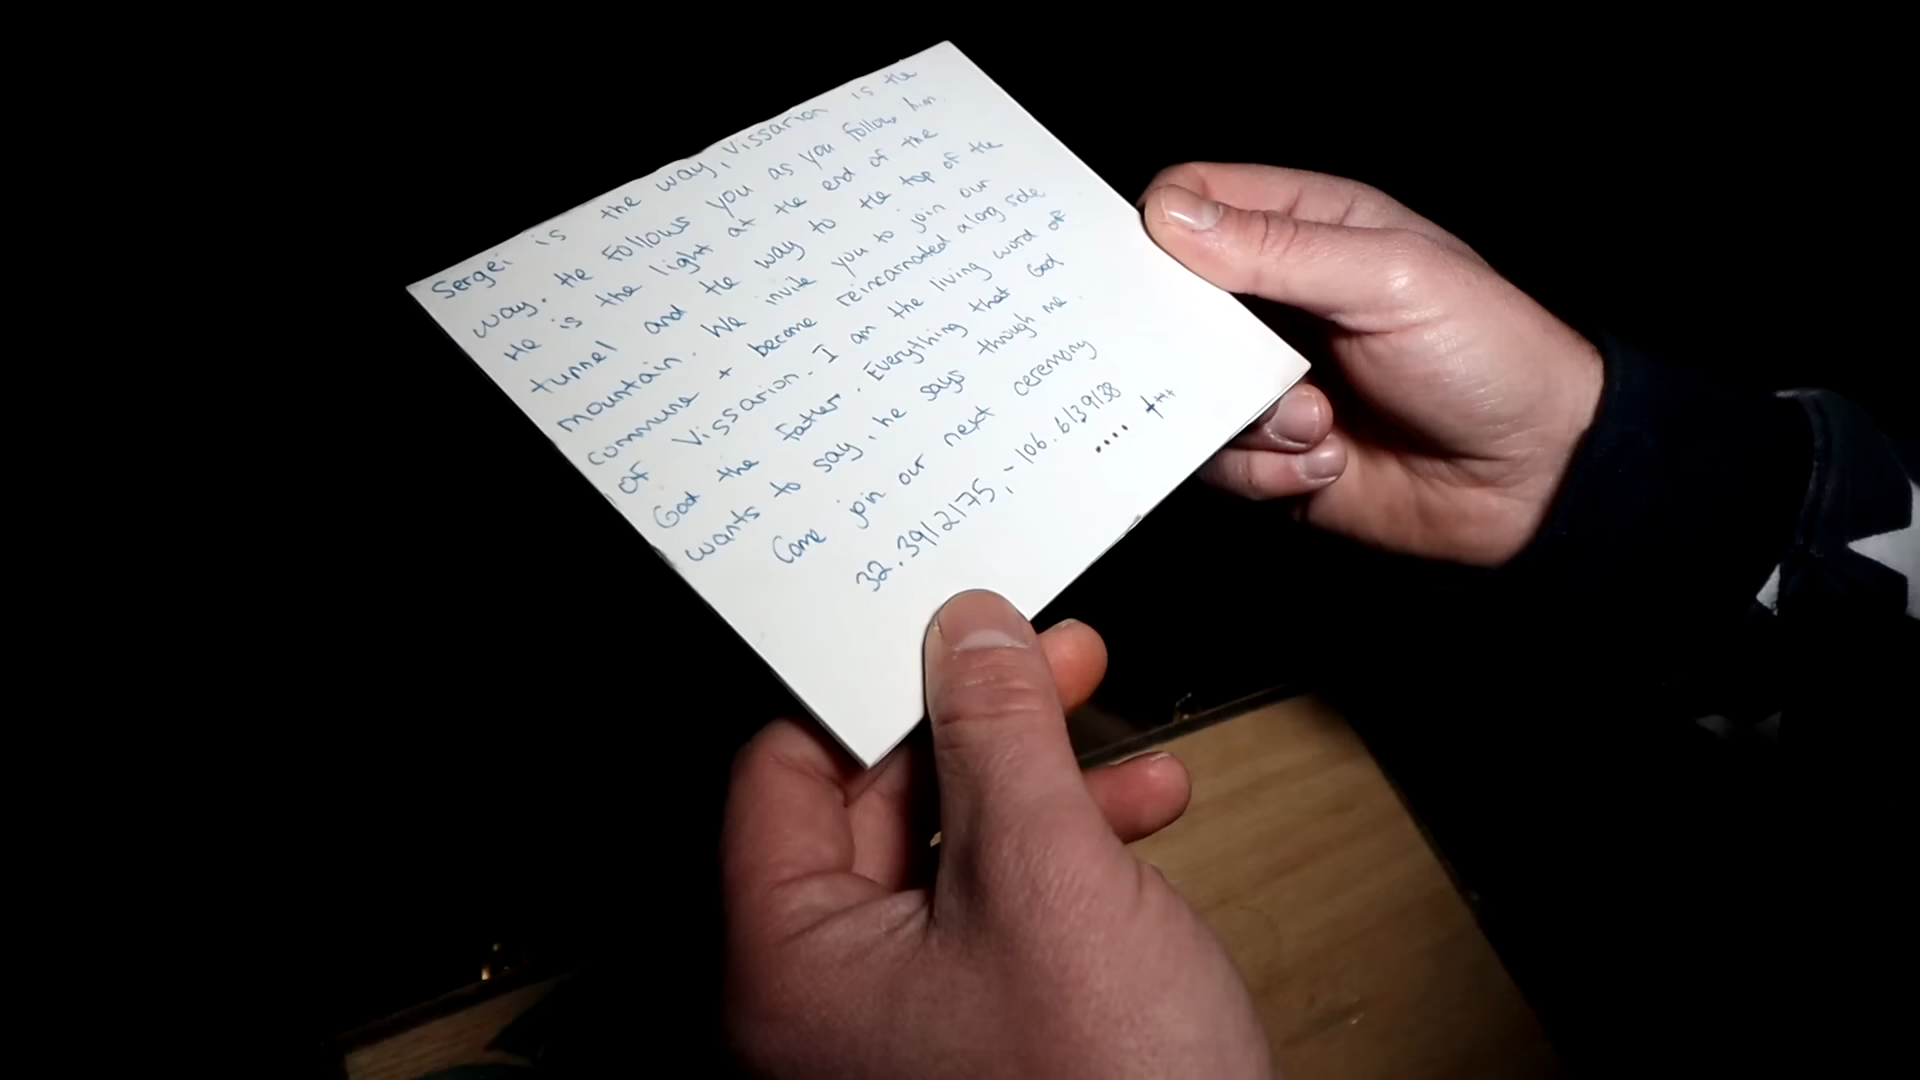 Sergei is the way, Vissarion is the
way. He Follows you as you follow him
He is the light at the end of the
tunnel and the way to the top of the
mountain. We invite you to join our
commune + become reincarnated along side
of Vissarion. I am the living word of
God the father. Everything that God
wants to say, he says through me.
Come join our next ceremony
32.3912175, -106.6139138
.... +++